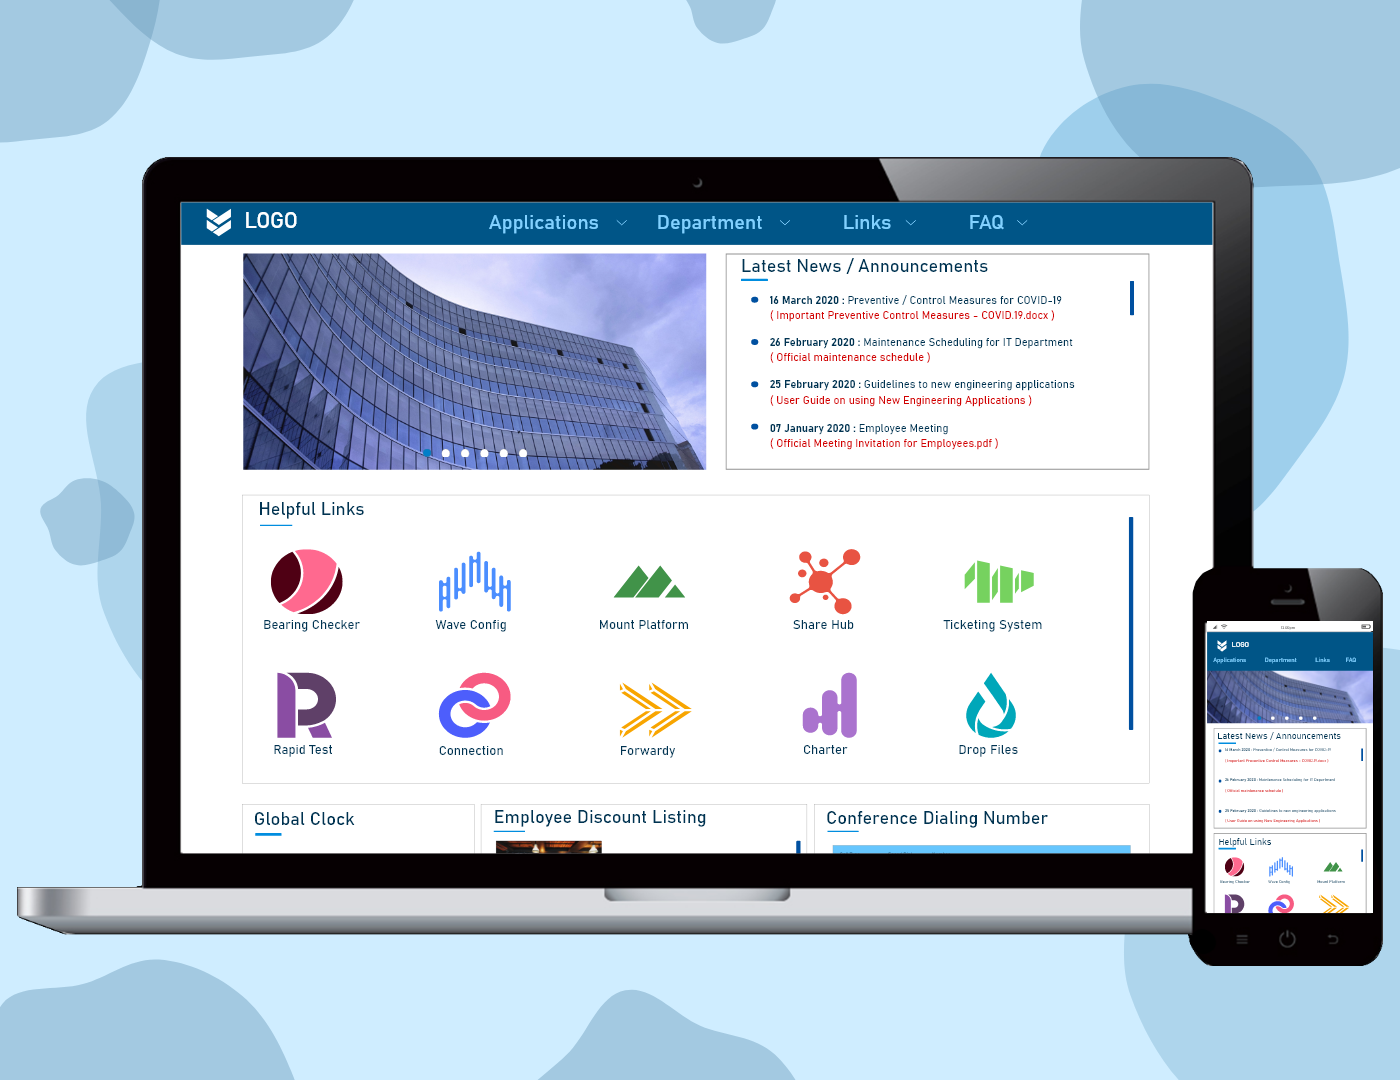 LOGO
Applications
Department
Links
FAQ
Latest News / Announcements
16 March 2020 : Preventive / Control Measures for COVID-19
( Important Preventive Control Measures - COVID.19.docx )
26 February 2020 : Maintenance Scheduling for IT Department
( Official maintenance schedule )
25 February 2020 : Guidelines to new engineering applications
( User Guide on using New Engineering Applications )
07 January 2020 : Employee Meeting
( Official Meeting Invitation for Employees.pdf )
Helpful Links
Bearing Checker
Wave Config
Mount Platform
Share Hub
Ticketing System
Rapid Test
Connection
Forwardy
Charter
Drop Files
Global Clock
Employee Discount Listing
Conference Dialing Number
LOGO
Applications
Department
Links
FAQ
Latest News / Announcements
16 March 2020 : Preventive / Control Measures for COVID-19
( Important Preventive Control Measures - COVID.19.docx )
26 February 2020 : Maintenance Scheduling for IT Department
( Official maintenance schedule )
25 February 2020 : Guidelines to new engineering applications
( User Guide on using New Engineering Applications )
Helpful Links
Bearing Checker
Wave Config
Mount Platform